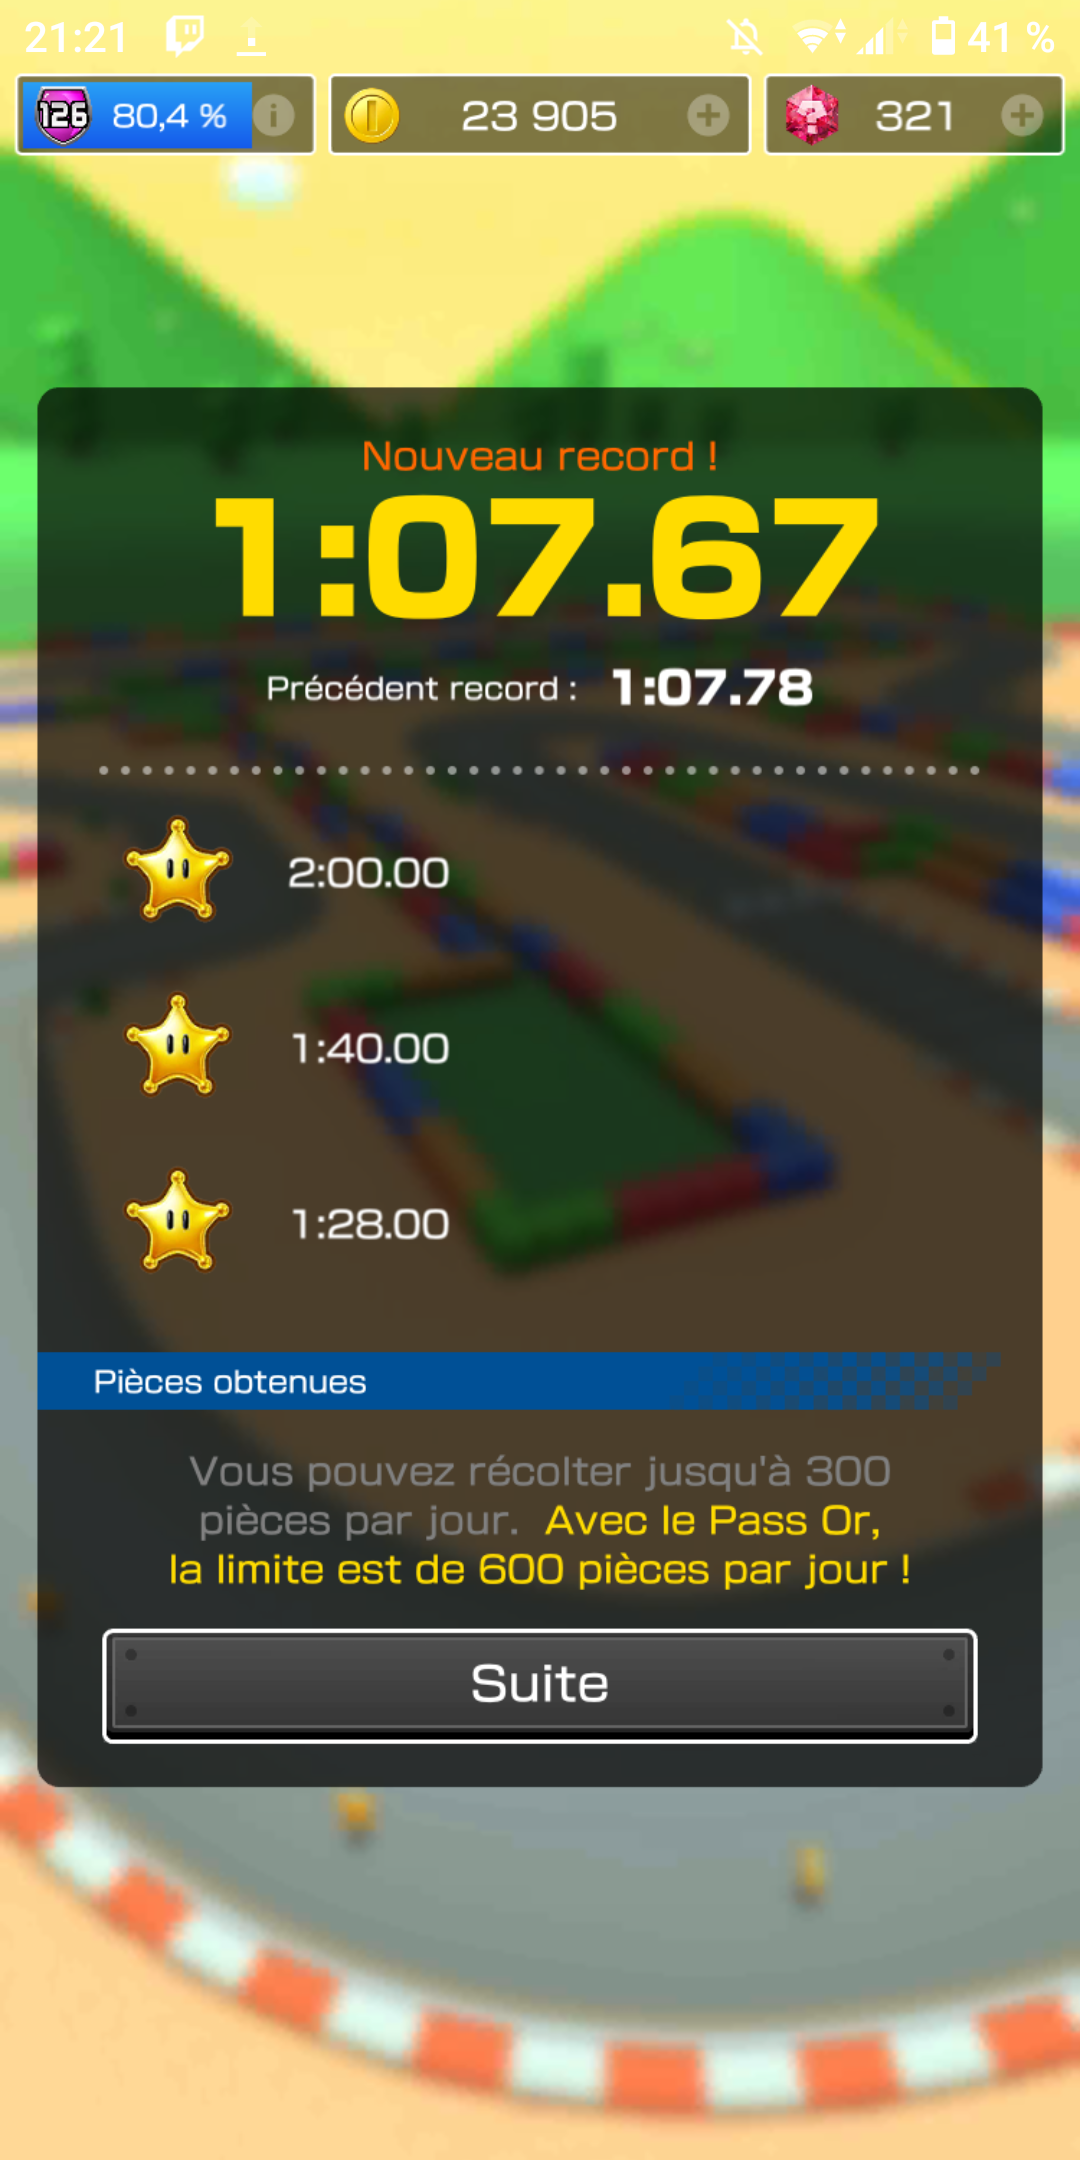 21:21 41 %
126 80,4 % 23 905 321
Nouveau record !
1:07.67
Précédent record : 1:07.78
2:00.00
1:40.00
1:28.00
Pièces obtenues
Vous pouvez récolter jusqu'à 300
pièces par jour. Avec le Pass Or,
la limite est de 600 pièces par jour !
Suite